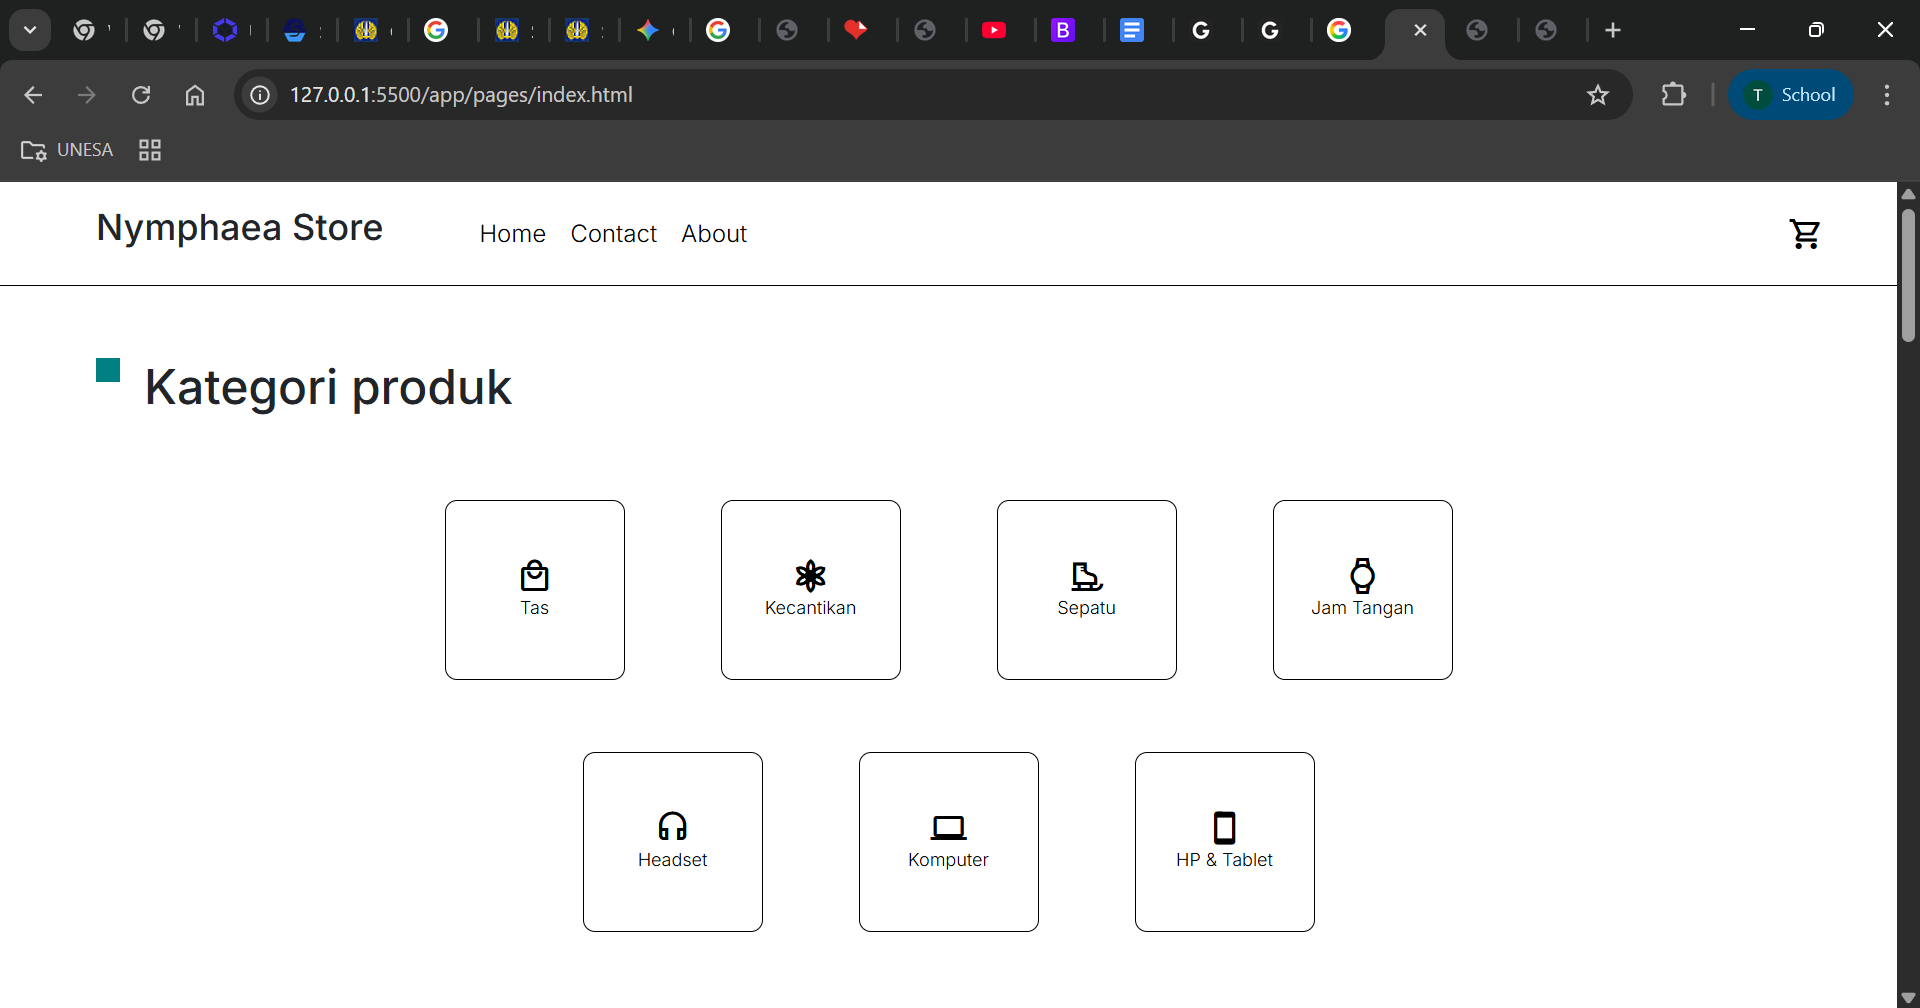 127.0.0.1:5500/app/pages/index.html
T School
UNESA
Nymphaea Store
Home Contact About
Kategori produk
Tas
Kecantikan
Sepatu
Jam Tangan
Headset
Komputer
HP & Tablet